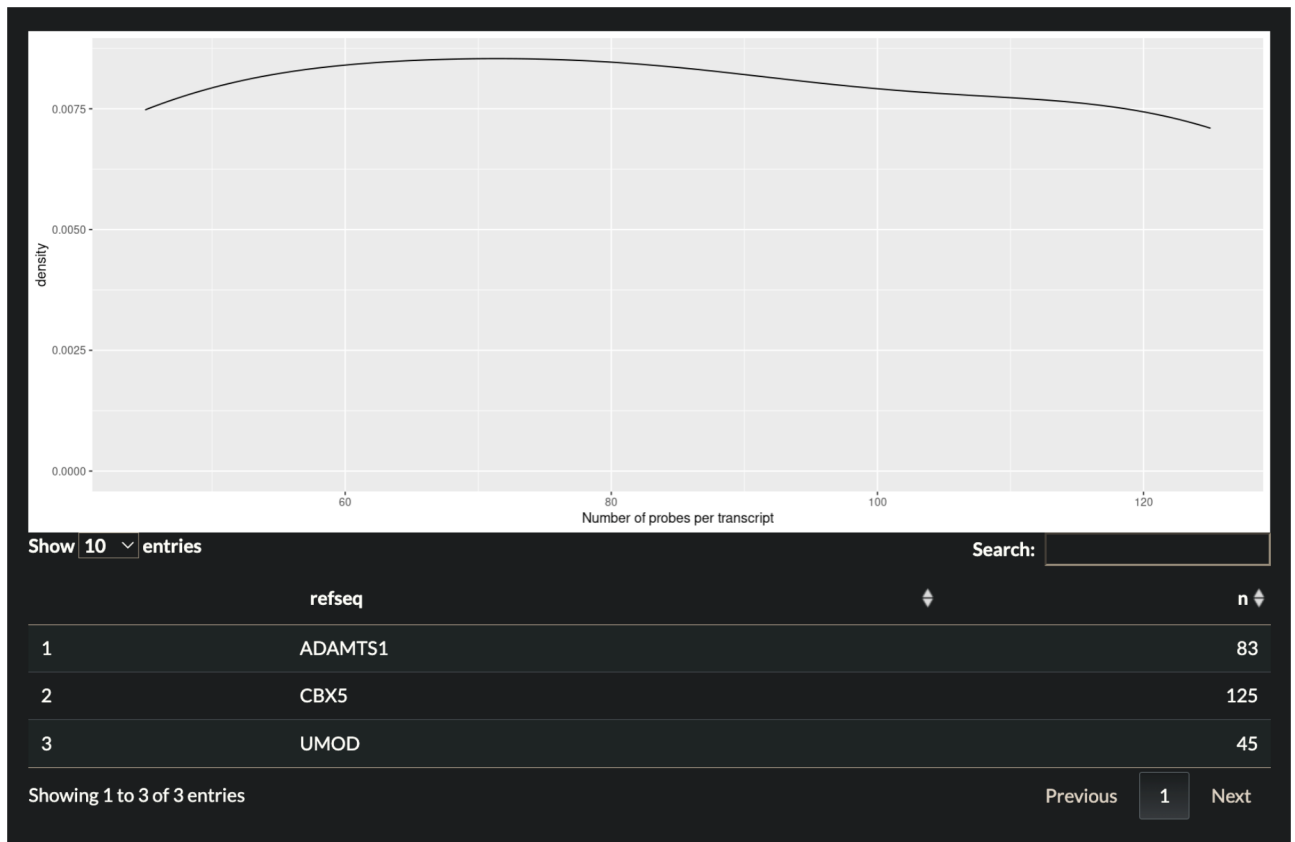 0.0075
0.0050
0.0025
0.0000
density
60 80 100 120
Number of probes per transcript
Show 10 entries Search:
refseq n
1 ADAMTS1 83
2 CBX5 125
3 UMOD 45
Showing 1 to 3 of 3 entries Previous 1 Next